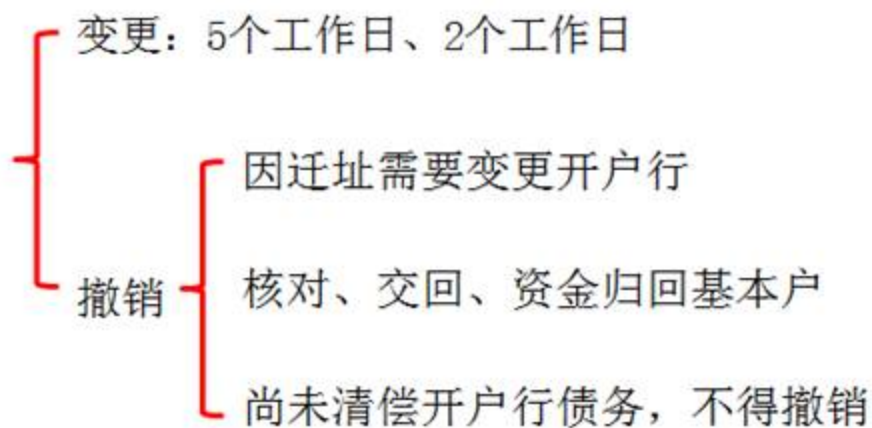 变更：5个工作日、2个工作日
因迁址需要变更开户行
撤销
核对、交回、资金归回基本户
尚未清偿开户行债务，不得撤销